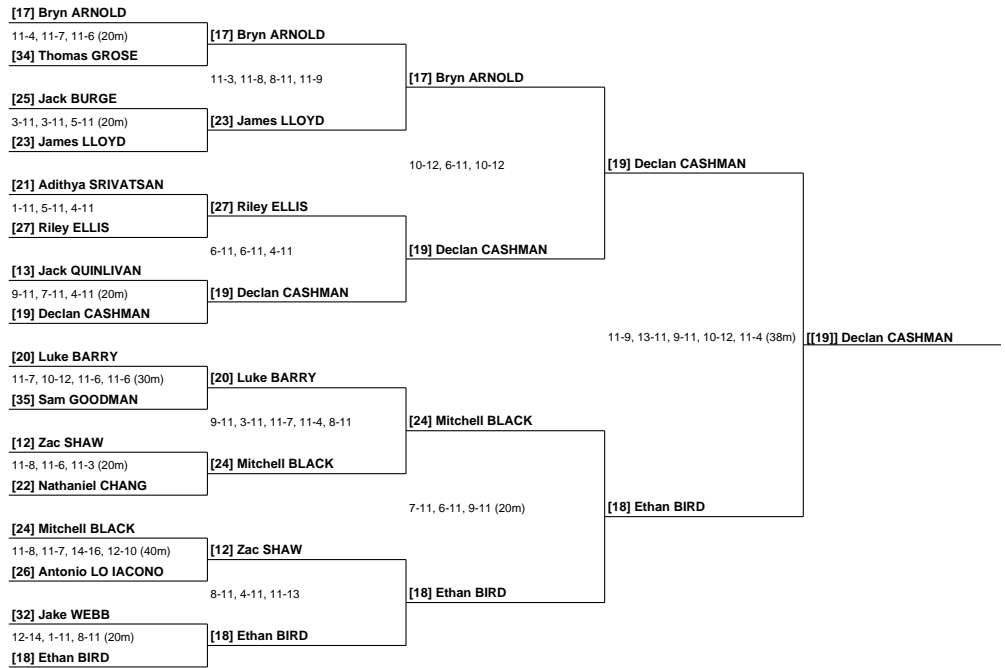 [17] Bryn ARNOLD
11-4, 11-7, 11-6 (20m)
[34] Thomas GROSE
[25] Jack BURGE
3-11, 3-11, 5-11 (20m)
[23] James LLOYD
[21] Adithya SRIVATSAN
1-11, 5-11, 4-11
[27] Riley ELLIS
[13] Jack QUINLIVAN
9-11, 7-11, 4-11 (20m)
[19] Declan CASHMAN
[20] Luke BARRY
11-7, 10-12, 11-6, 11-6 (30m)
[35] Sam GOODMAN
[12] Zac SHAW
11-8, 11-6, 11-3 (20m)
[22] Nathaniel CHANG
[24] Mitchell BLACK
11-8, 11-7, 14-16, 12-10 (40m)
[26] Antonio LO IACONO
[32] Jake WEBB
12-14, 1-11, 8-11 (20m)
[18] Ethan BIRD
[17] Bryn ARNOLD
11-3, 11-8, 8-11, 11-9
[23] James LLOYD
[27] Riley ELLIS
6-11, 6-11, 4-11
[19] Declan CASHMAN
[20] Luke BARRY
9-11, 3-11, 11-7, 11-4, 8-11
[24] Mitchell BLACK
[12] Zac SHAW
8-11, 4-11, 11-13
[18] Ethan BIRD
[17] Bryn ARNOLD
10-12, 6-11, 10-12
[19] Declan CASHMAN
[24] Mitchell BLACK
7-11, 6-11, 9-11 (20m)
[18] Ethan BIRD
[19] Declan CASHMAN
11-9, 13-11, 9-11, 10-12, 11-4 (38m)
[18] Ethan BIRD
[[19]] Declan CASHMAN